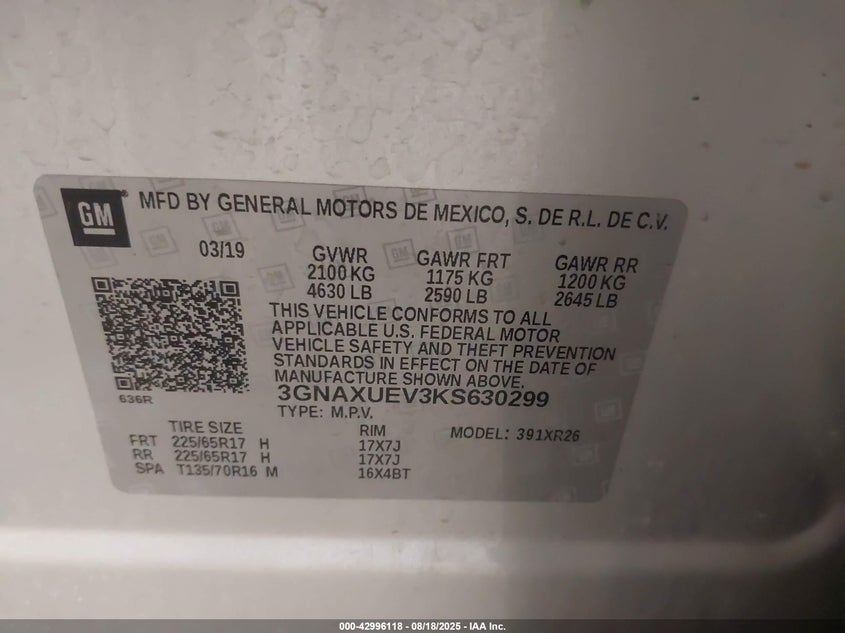 GM
MFD BY GENERAL MOTORS DE MEXICO, S. DE R.L. DE C.V.
03/19 GVWR GAWR FRT GAWR RR
2100 KG 1175 KG 1200 KG
4630 LB 2590 LB 2645 LB
THIS VEHICLE CONFORMS TO ALL
APPLICABLE U.S. FEDERAL MOTOR
VEHICLE SAFETY AND THEFT PREVENTION
STANDARDS IN EFFECT ON THE DATE OF
MANUFACTURE SHOWN ABOVE.
636R
3GNAXUEV3KS630299
TYPE: M.P.V.
TIRE SIZE RIM MODEL: 391XR26
FRT 225/65R17 H 17X7J
RR 225/65R17 H 17X7J
SPA T135/70R16 M 16X4BT
000-42996118 - 08/18/2025 - IAA Inc.